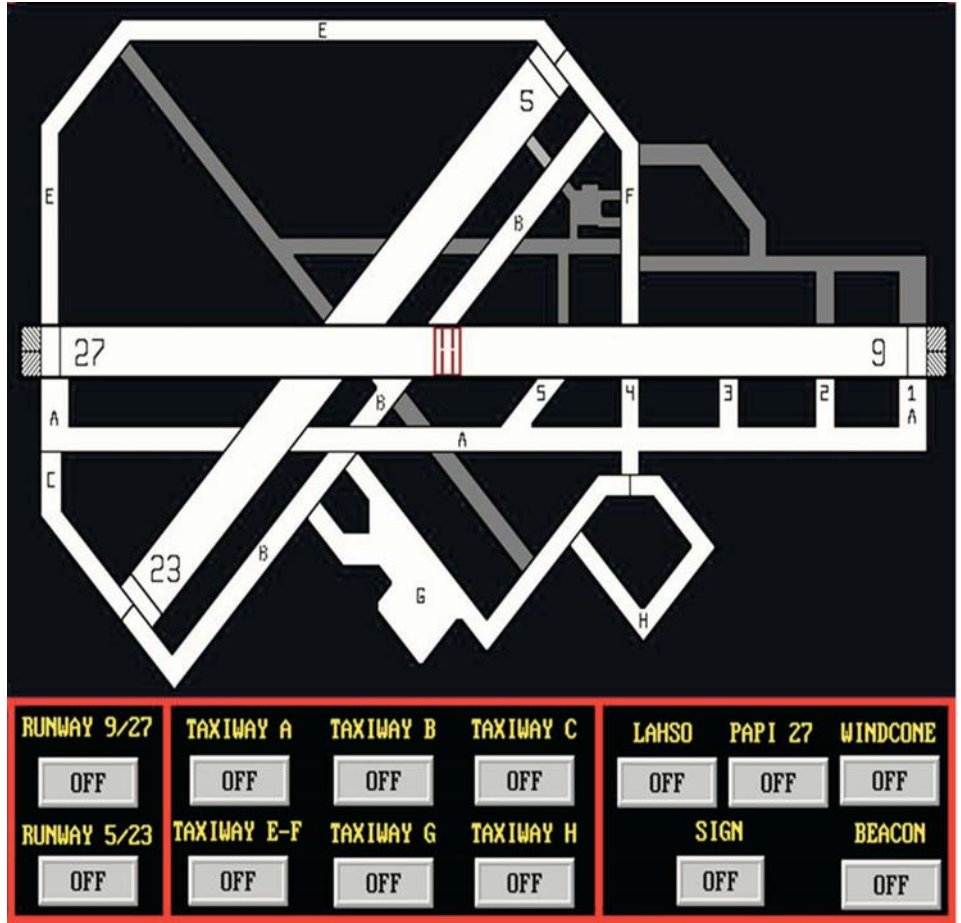 E
5
E
F
B
27
9
B
5
4
3
2
1
A
A
A
C
23
B
G
H
RUNWAY 9/27
TAXIWAY A
TAXIWAY B
TAXIWAY C
LAHSO
PAPI 27
WINDCONE
OFF
OFF
OFF
OFF
OFF
OFF
OFF
RUNWAY 5/23
TAXIWAY E-F
TAXIWAY G
TAXIWAY H
SIGN
BEACON
OFF
OFF
OFF
OFF
OFF
OFF